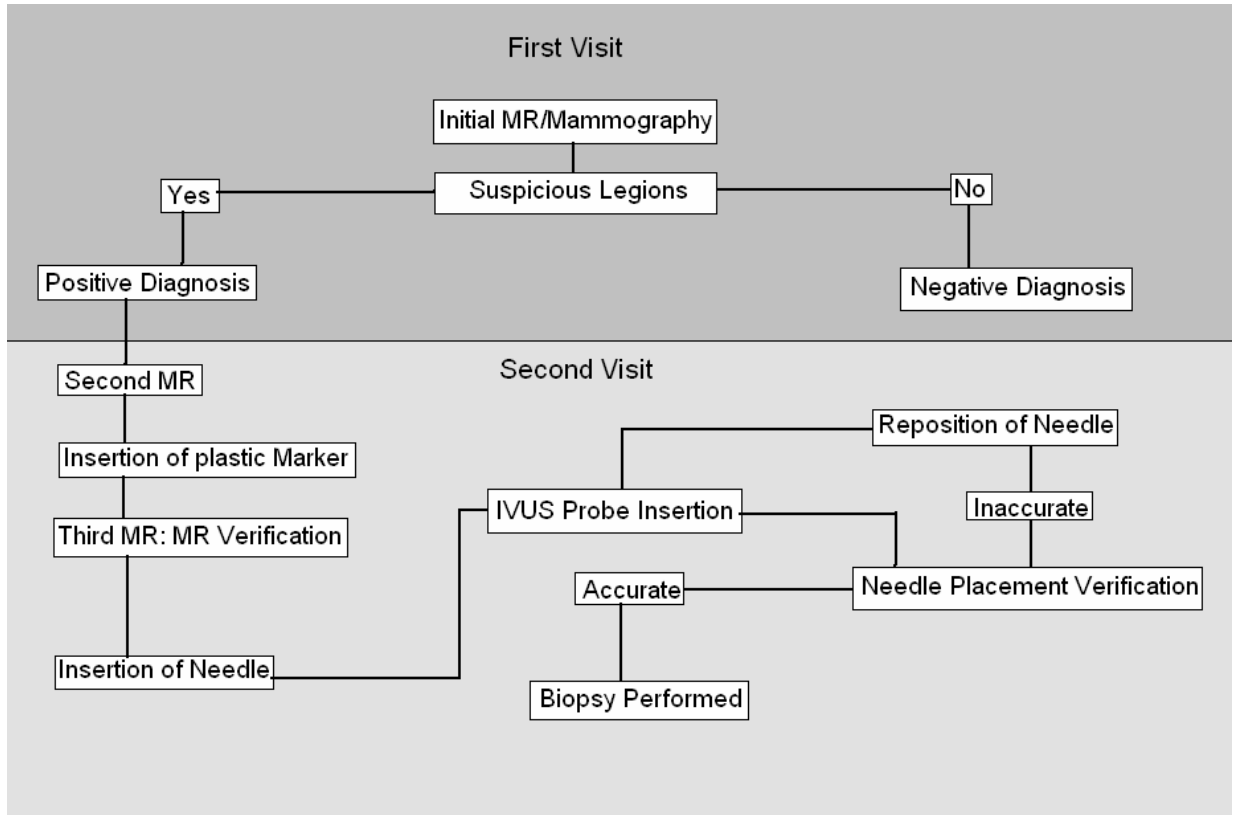 First Visit
Initial MR/Mammography
Suspicious Legions
Yes
No
Positive Diagnosis
Negative Diagnosis
Second Visit
Second MR
Insertion of plastic Marker
Third MR: MR Verification
Insertion of Needle
IVUS Probe Insertion
Reposition of Needle
Inaccurate
Needle Placement Verification
Accurate
Biopsy Performed